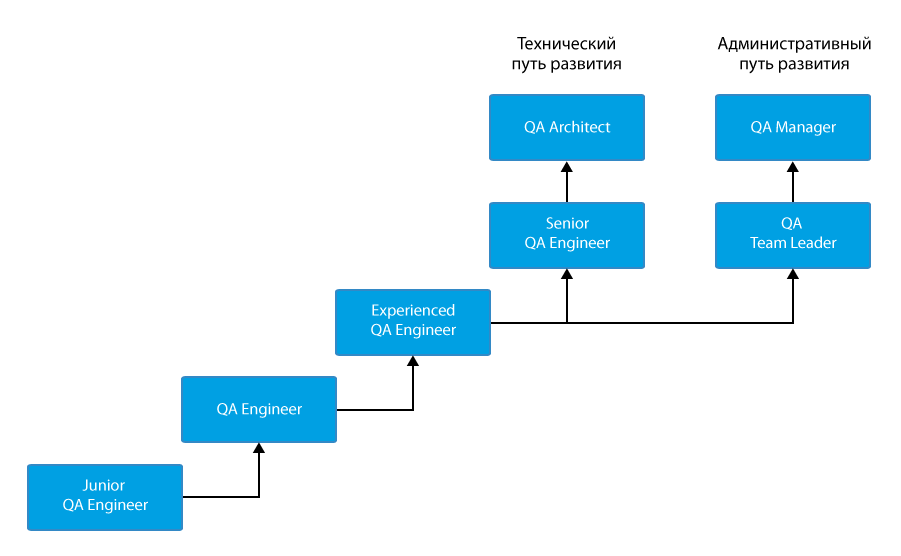 Технический
путь развития
Административный
путь развития
QA Architect
QA Manager
Senior
QA Engineer
QA
Team Leader
Experienced
QA Engineer
QA Engineer
Junior
QA Engineer